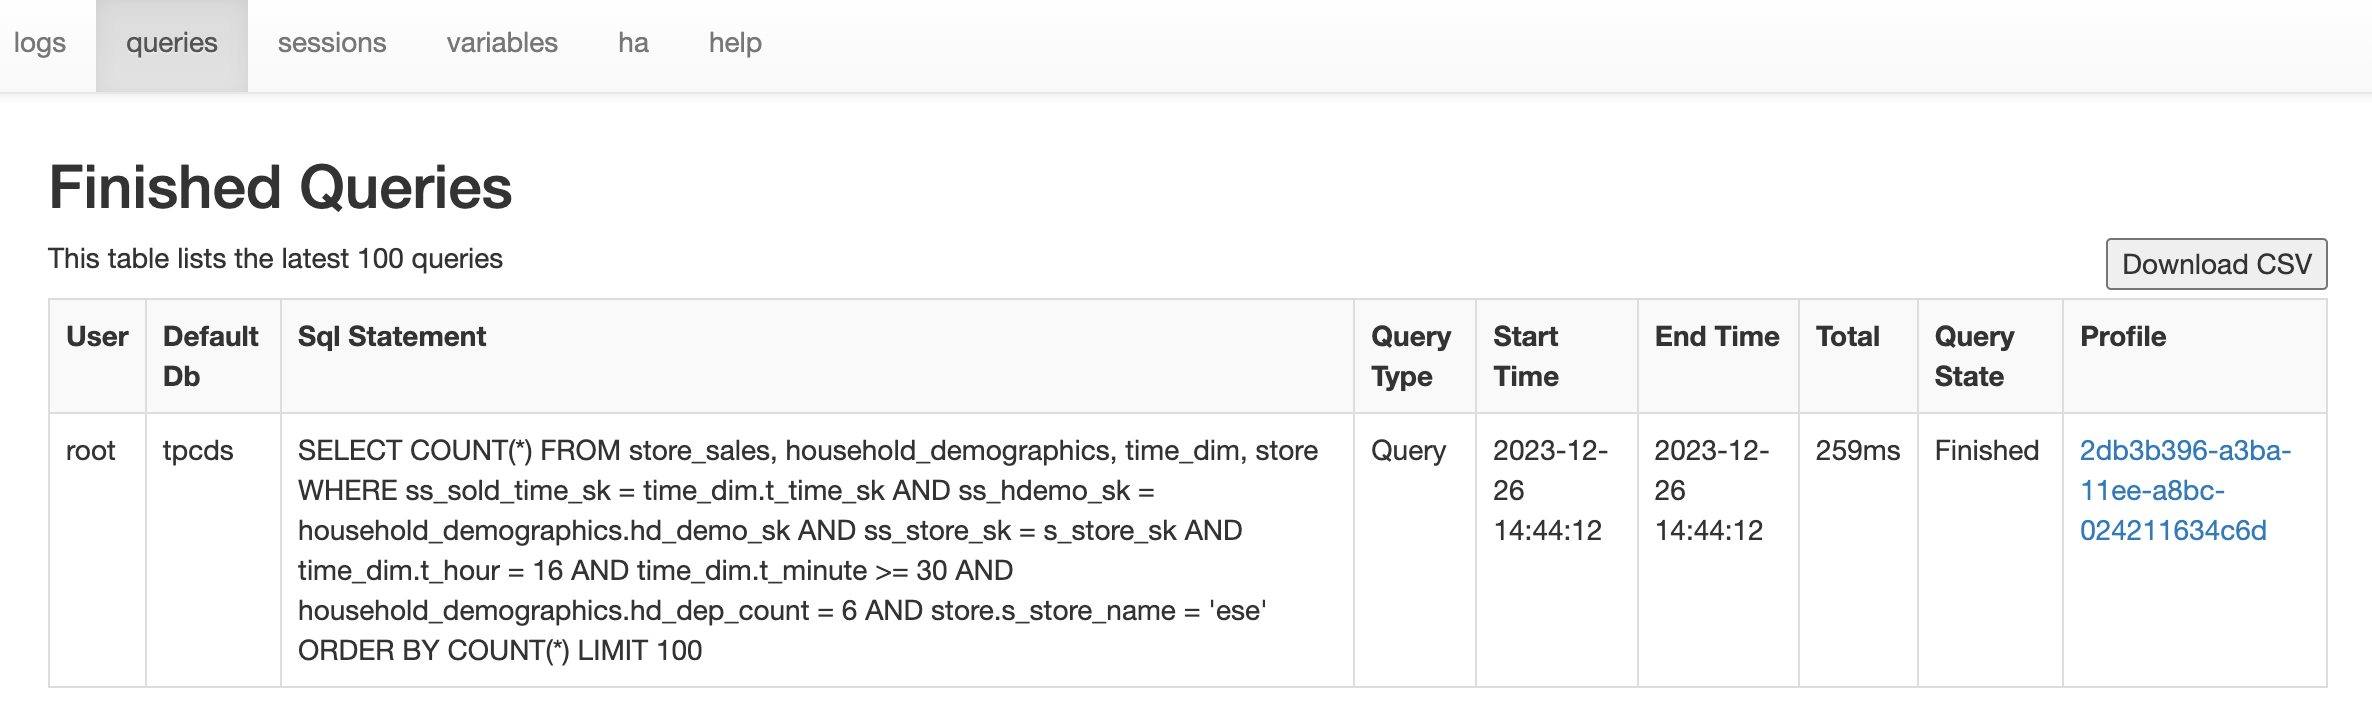 logs queries sessions variables ha help
Finished Queries
This table lists the latest 100 queries
Download CSV
User
Default
Db
Sql Statement
Query
Type
Start
Time
End Time
Total
Query
State
Profile
root
tpcds
SELECT COUNT(*) FROM store_sales, household_demographics, time_dim, store
WHERE ss_sold_time_sk = time_dim.t_time_sk AND ss_hdemo_sk =
household_demographics.hd_demo_sk AND ss_store_sk = s_store_sk AND
time_dim.t_hour = 16 AND time_dim.t_minute >= 30 AND
household_demographics.hd_dep_count = 6 AND store.s_store_name = 'ese'
ORDER BY COUNT(*) LIMIT 100
Query
2023-12-
26
14:44:12
2023-12-
26
14:44:12
259ms
Finished
2db3b396-a3ba-
11ee-a8bc-
024211634c6d